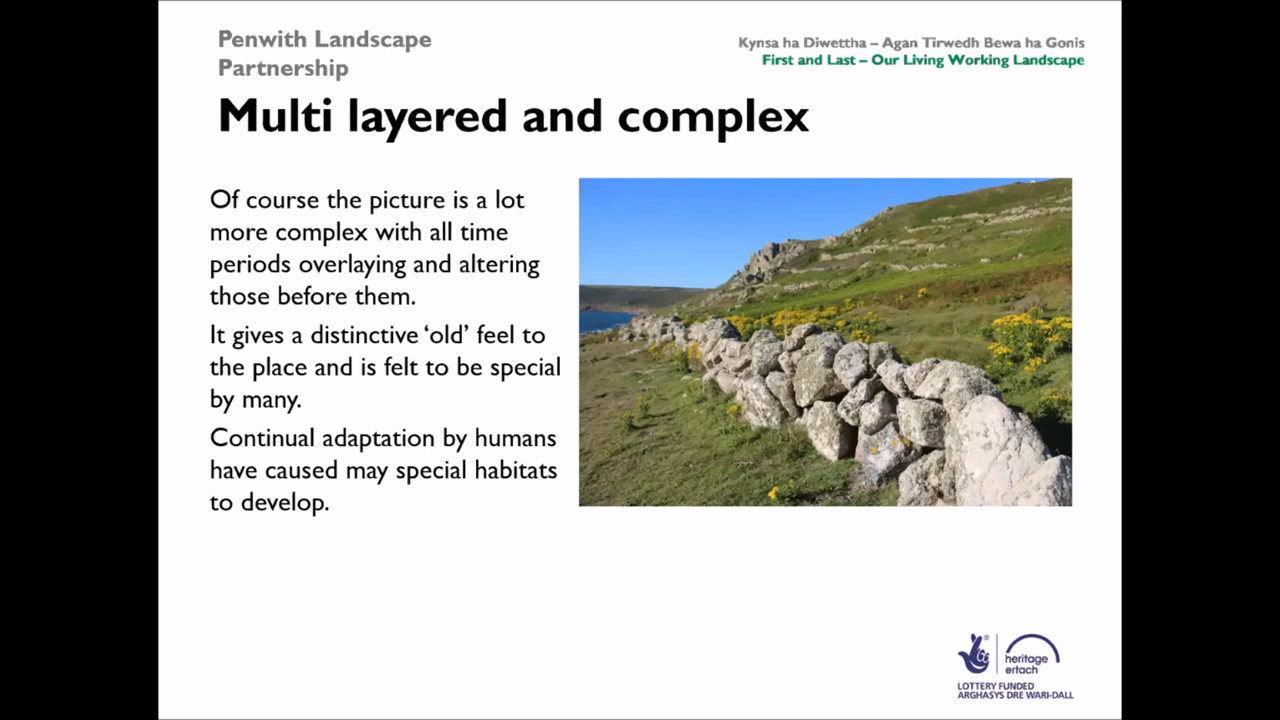 Penwith Landscape
Partnership
Kynsa ha Diwettha – Agan Tirwedh Bewa ha Gonis
First and Last – Our Living Working Landscape
Multi layered and complex
Of course the picture is a lot
more complex with all time
periods overlaying and altering
those before them.
It gives a distinctive ‘old’ feel to
the place and is felt to be special
by many.
Continual adaptation by humans
have caused may special habitats
to develop.
heritage
ertach
LOTTERY FUNDED
ARGHASYS DRE WARI-DALL